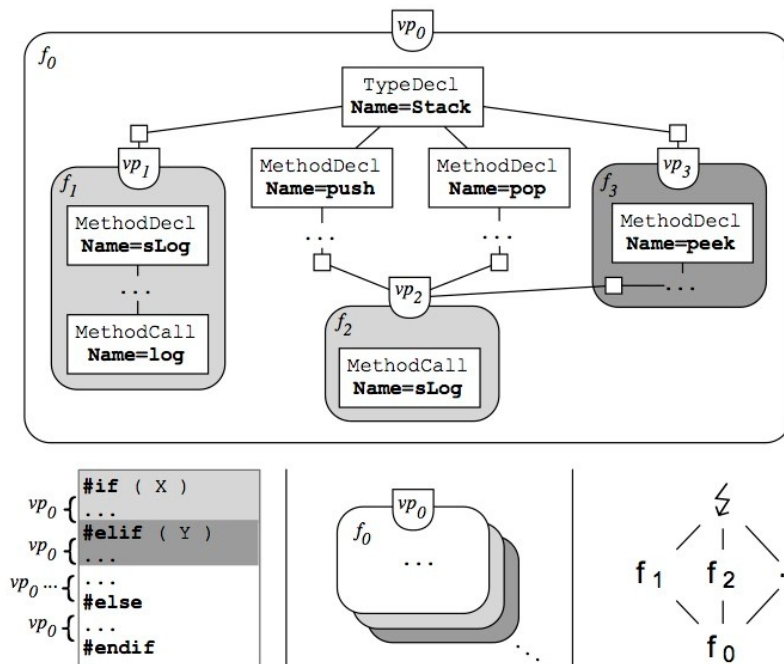 vp0
f0
TypeDecl
Name=Stack
vp1
f1
MethodDecl
Name=push
MethodDecl
Name=pop
vp3
f3
MethodDecl
Name=sLog
...
MethodCall
Name=log
...
...
MethodDecl
Name=peek
...
vp2
f2
MethodCall
Name=sLog
#if ( X )
vp0 ...
#elif ( Y )
vp0 ...
vp0 ... ...
#else
vp0 ...
#endif
vp0
f0
...
...
f1 f2 .
f0